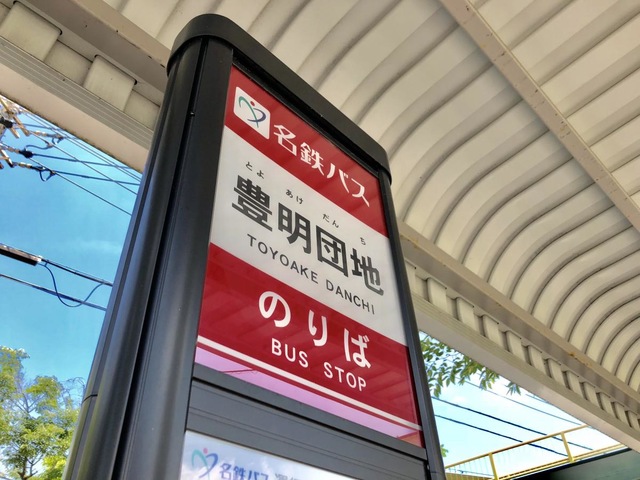 名鉄バス
とよ あけ だん ち
豊明団地
TOYOAKE DANCHI
のりば
BUS STOP
名鉄バス